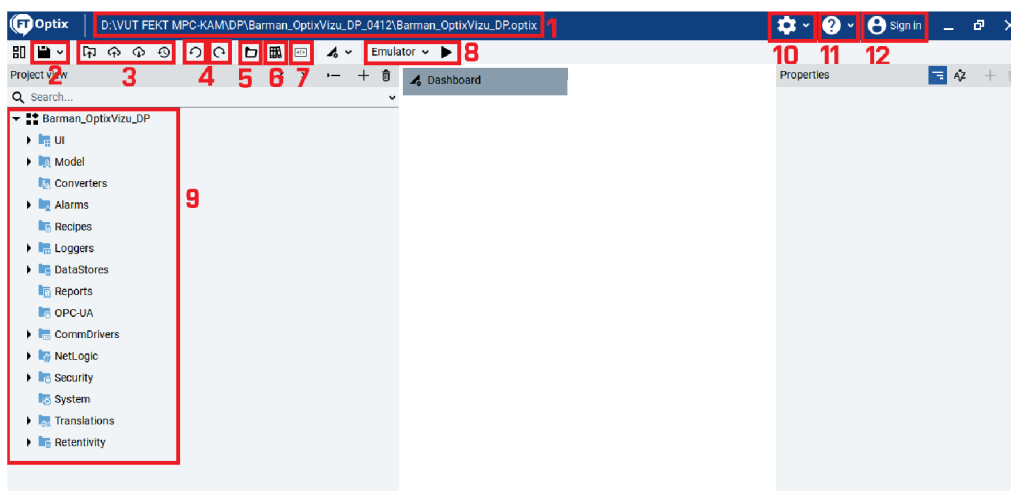 FT Optix D:\VUT FEKT MPC-KAM\DP\Barman_OptixVizu_DP_0412\Barman_OptixVizu_DP.optix 1 Sign in
10 11 12
Emulator 8
2 3 4 5 6 7
Project view Properties
Dashboard
Search...
Barman_OptixVizu_DP
UI
Model
Converters
Alarms
9
Recipes
Loggers
DataStores
Reports
OPC-UA
CommDrivers
NetLogic
Security
System
Translations
Retentivity